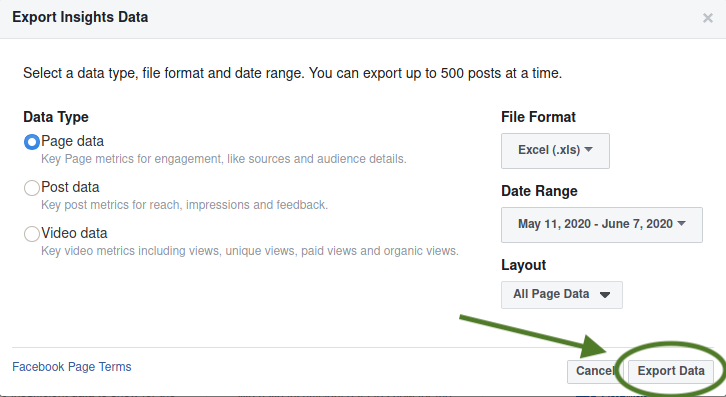 Export Insights Data
Select a data type, file format and date range. You can export up to 500 posts at a time.
Data Type
Page data
Key Page metrics for engagement, like sources and audience details.
Post data
Key post metrics for reach, impressions and feedback.
Video data
Key video metrics including views, unique views, paid views and organic views.
File Format
Excel (.xls)
Date Range
May 11, 2020 - June 7, 2020
Layout
All Page Data
Facebook Page Terms
Cancel
Export Data